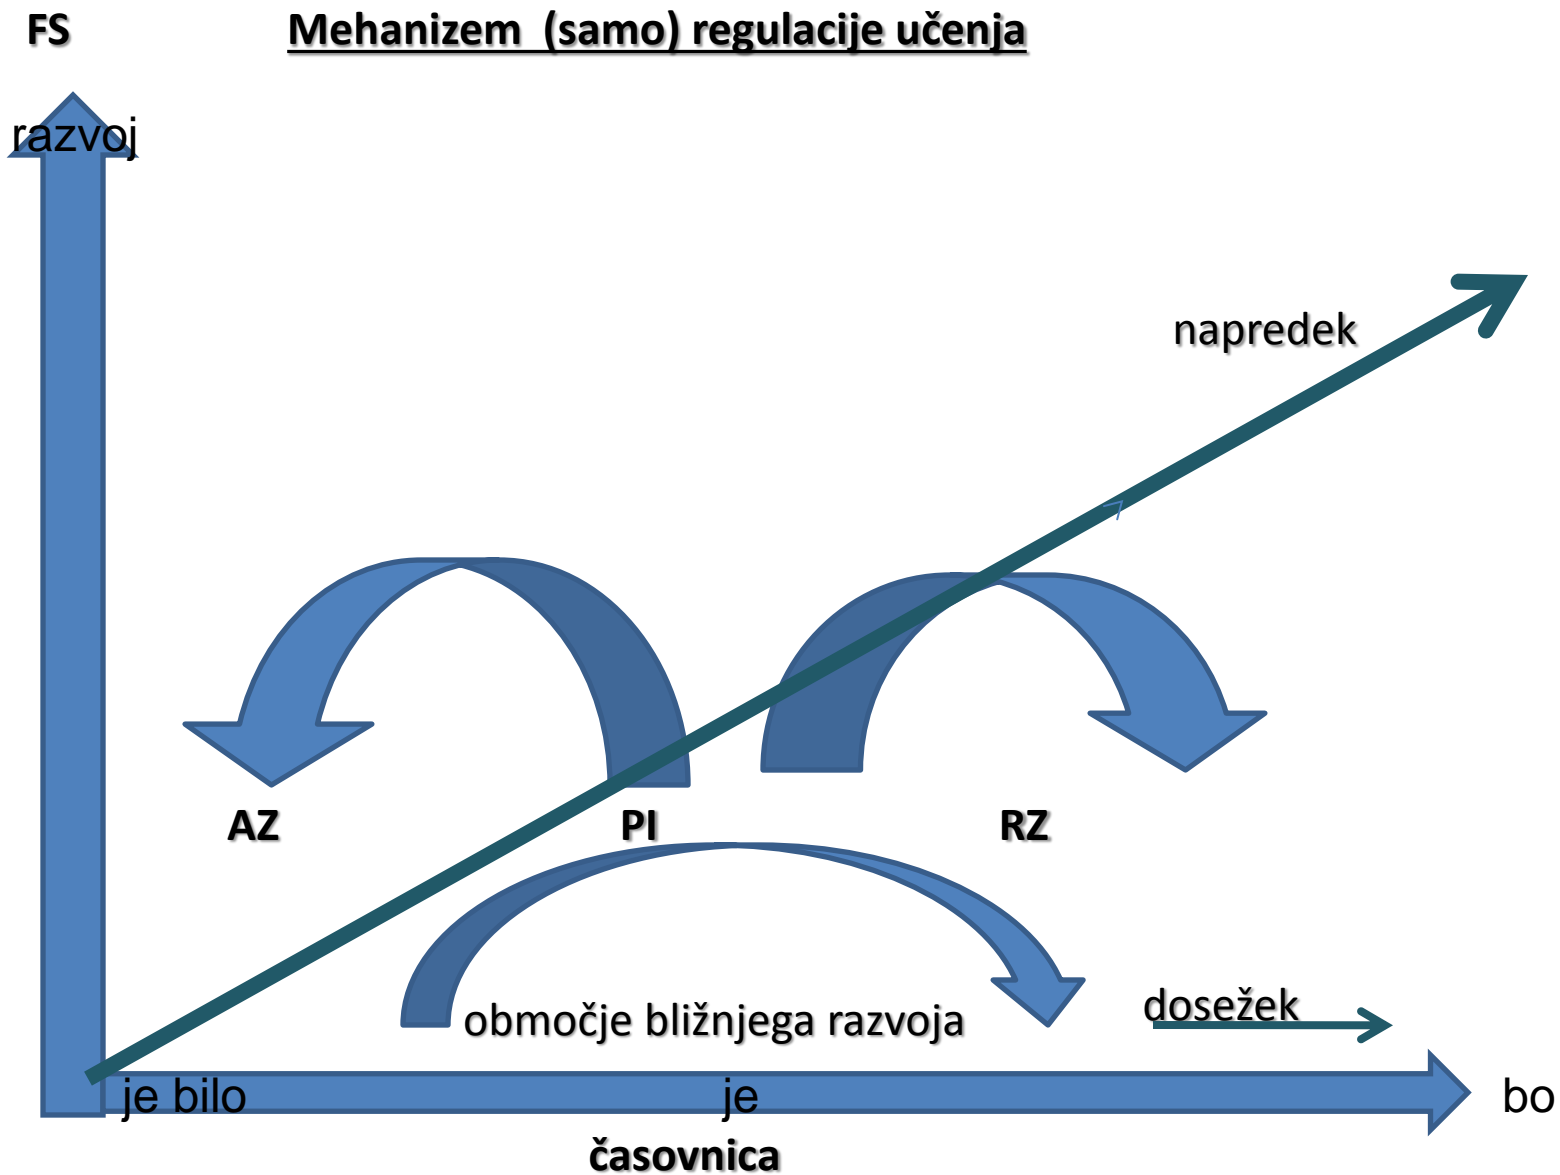 FS
Mehanizem (samo) regulacije učenja
razvoj
napredek
AZ
PI
RZ
območje bližnjega razvoja
dosežek
je bilo
je
bo
časovnica